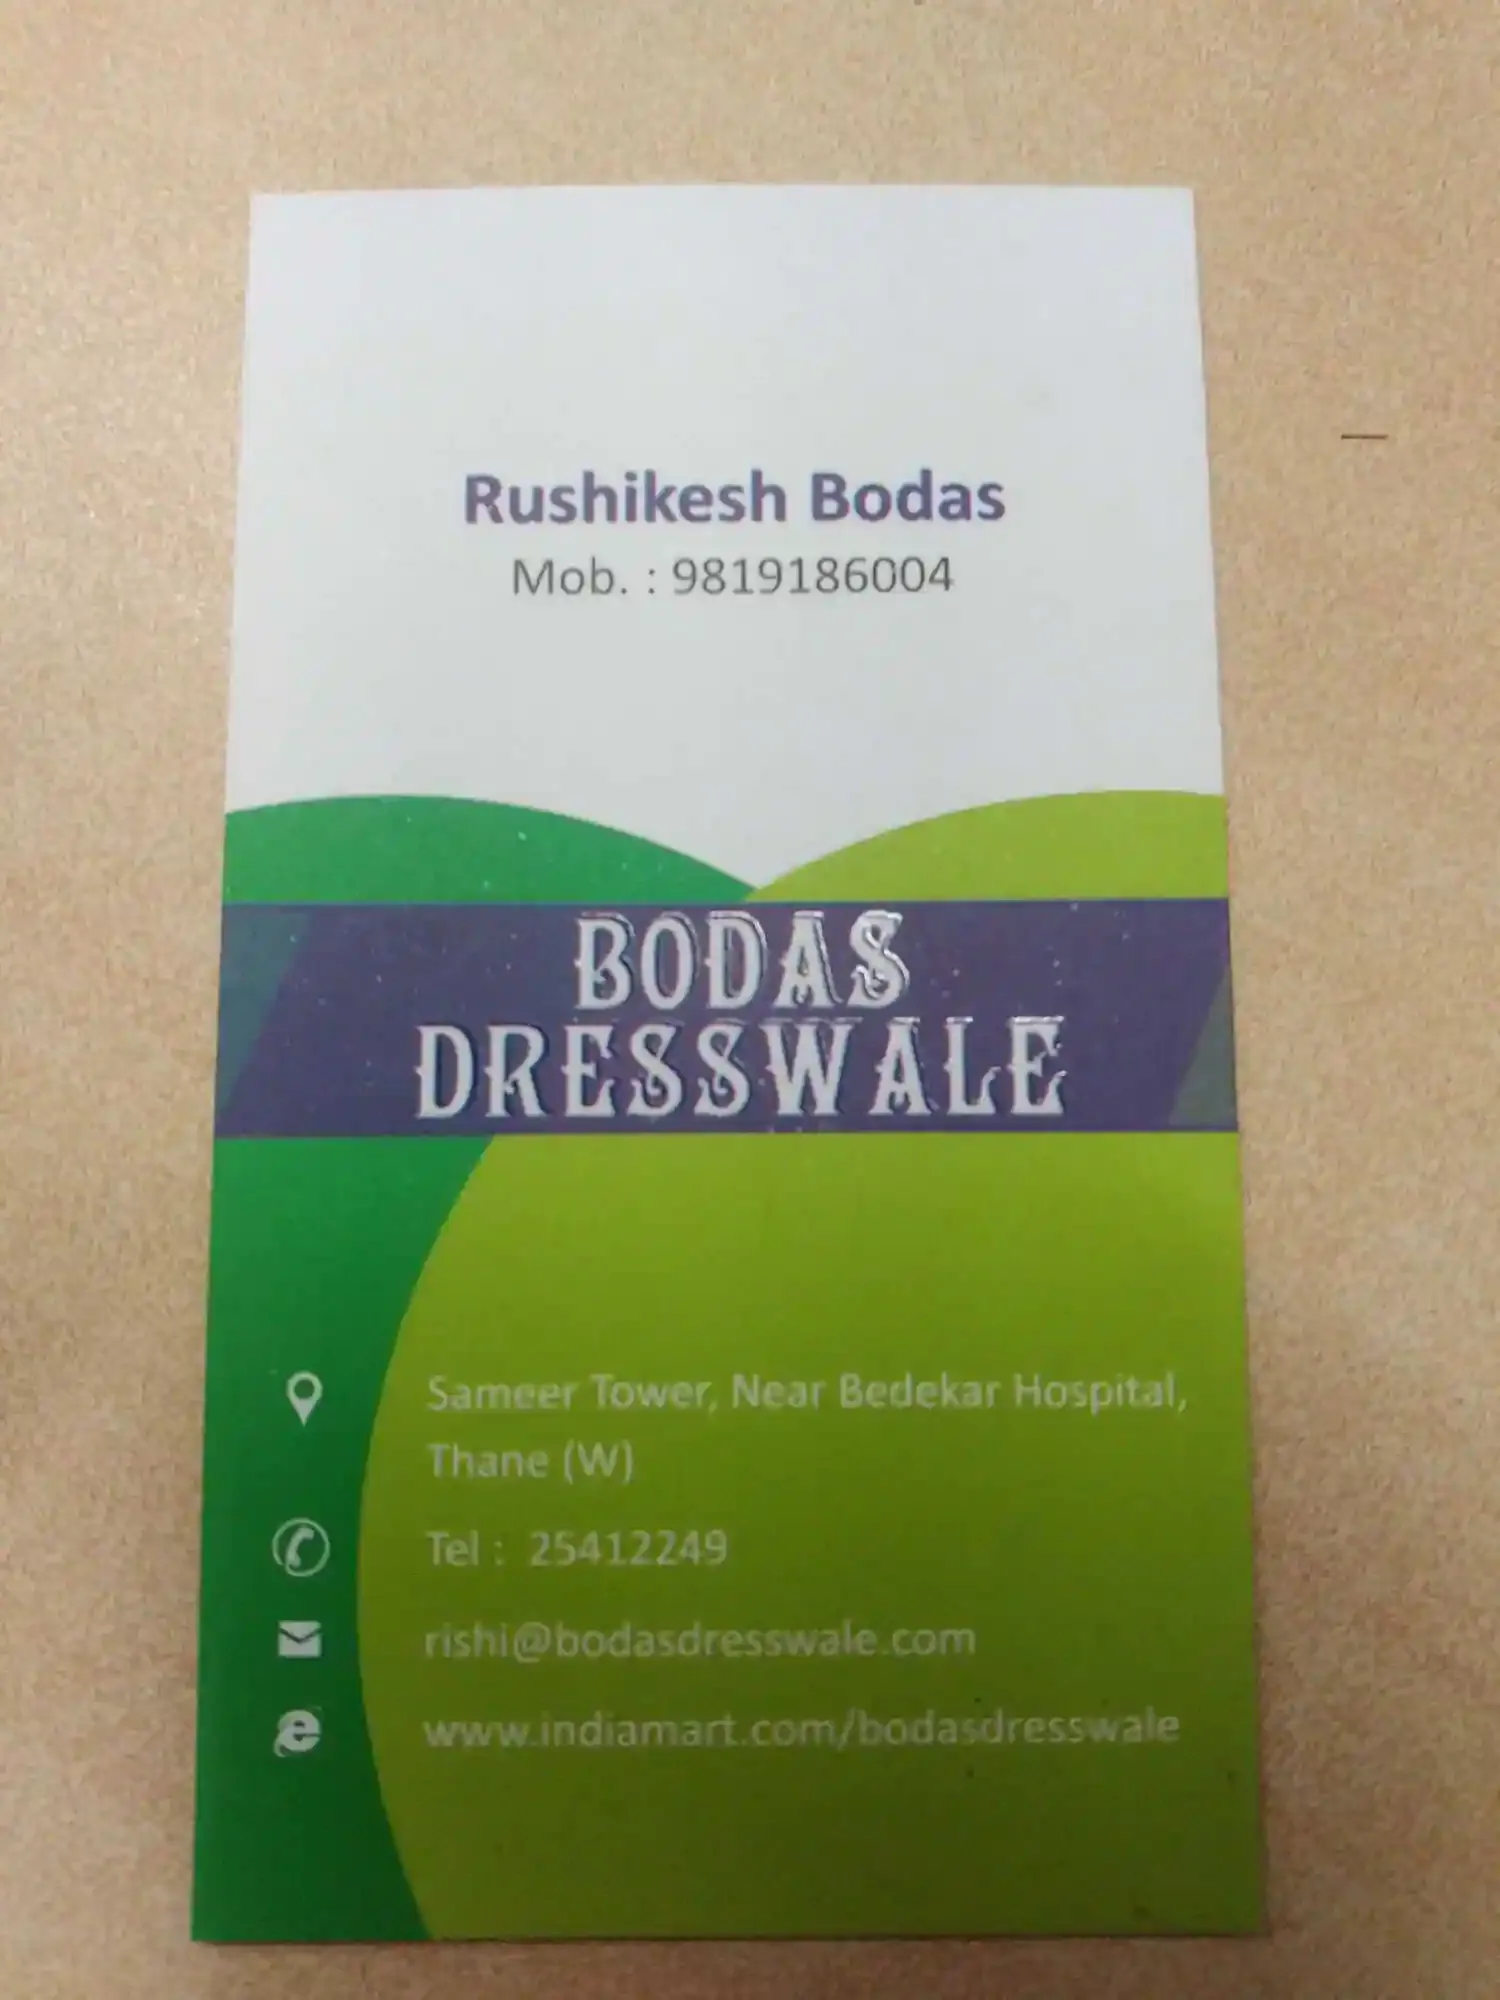 Rushikesh Bodas
Mob. : 9819186004
BODAS
DRESSWALE
Sameer Tower, Near Bedekar Hospital,
Thane (W)
Tel : 25412249
rishi@bodasdresswale.com
www.indiamart.com/bodasdresswale